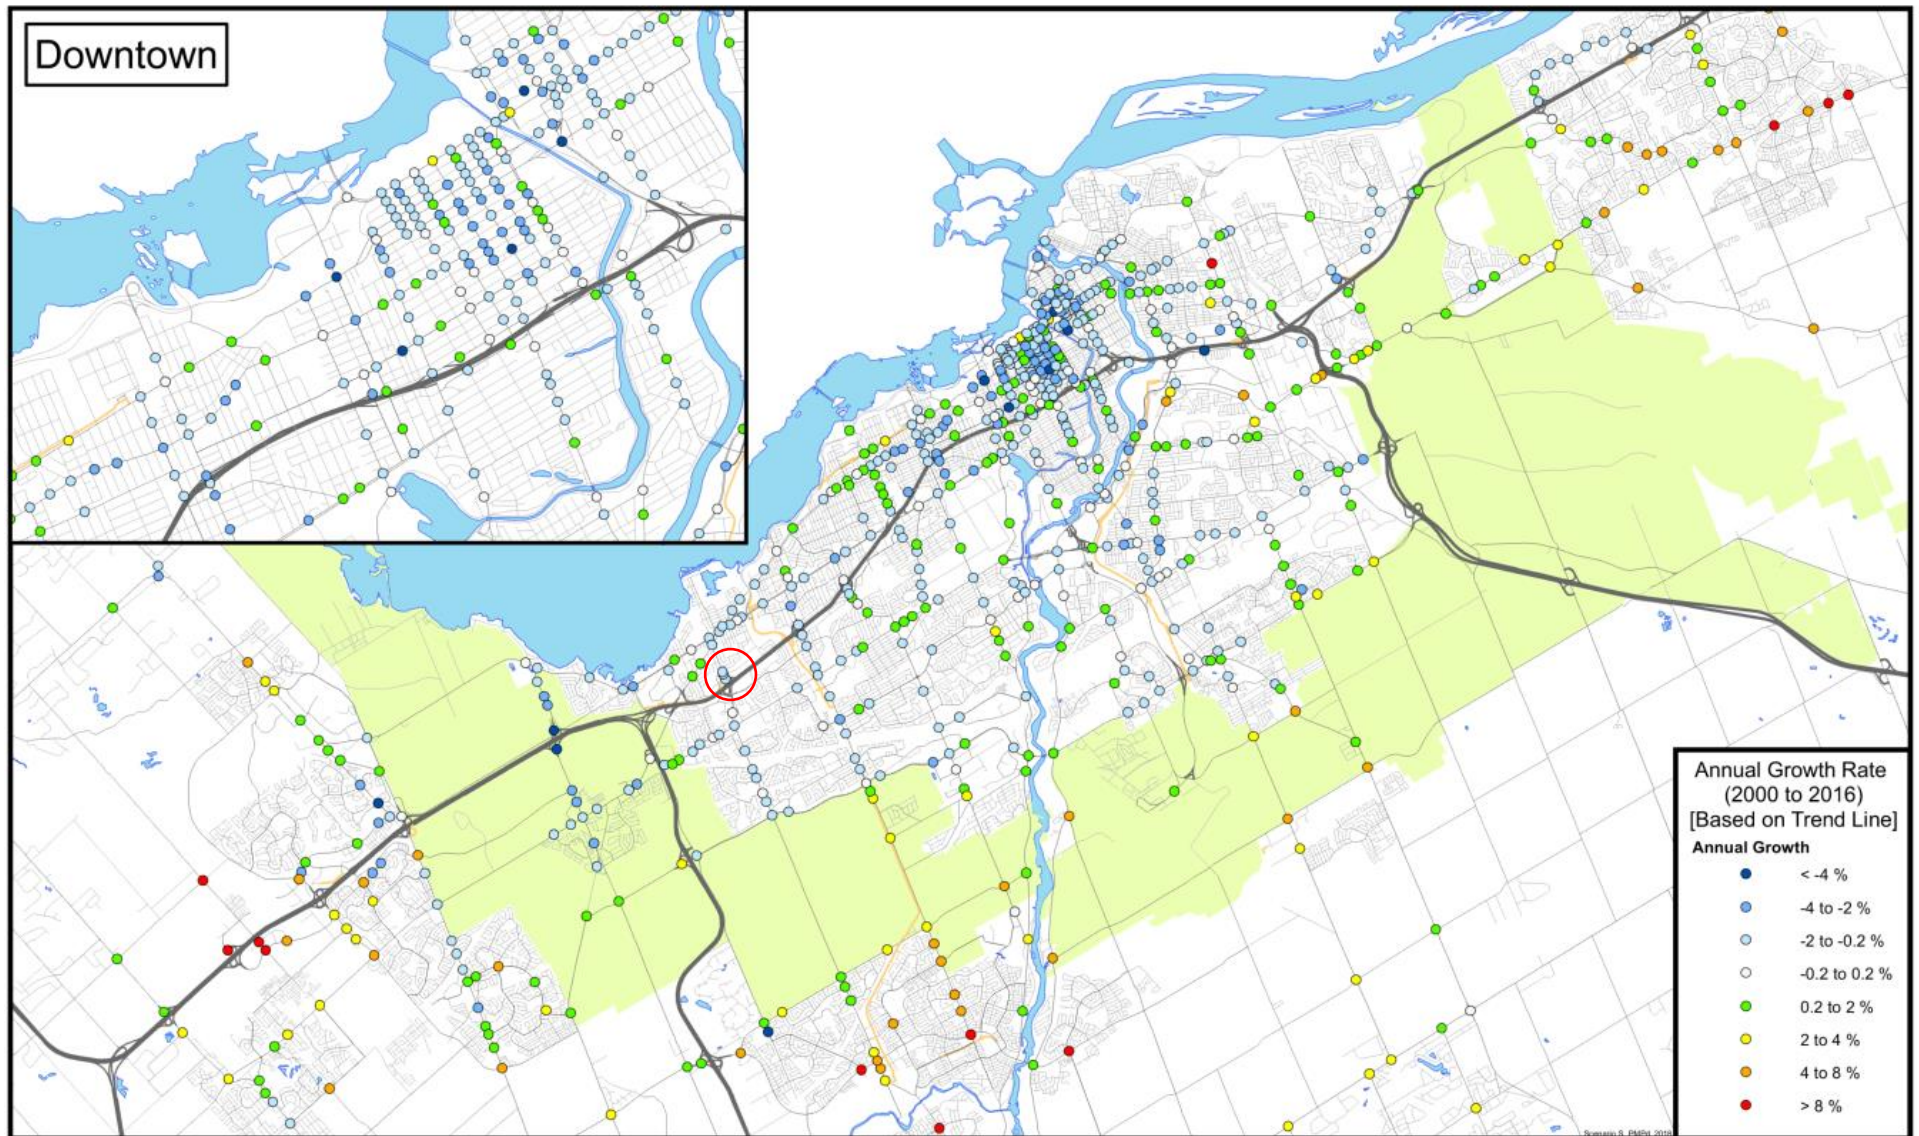 Downtown
Annual Growth Rate
(2000 to 2016)
[Based on Trend Line]
Annual Growth
< -4 %
-4 to -2 %
-2 to -0.2 %
-0.2 to 0.2 %
0.2 to 2 %
2 to 4 %
4 to 8 %
> 8 %